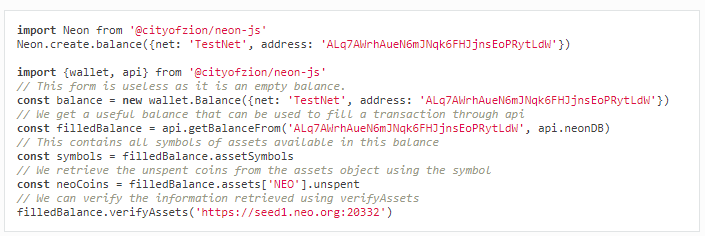 import Neon from '@cityofzion/neon-js'
Neon.create.balance({net: 'TestNet', address: 'ALq7AWrhAueN6mJNqk6FHJjnsEoPRytLdW'})
import {wallet, api} from '@cityofzion/neon-js'
// This form is useless as it is an empty balance.
const balance = new wallet.Balance({net: 'TestNet', address: 'ALq7AWrhAueN6mJNqk6FHJjnsEoPRytLdW'})
// We get a useful balance that can be used to fill a transaction through api
const filledBalance = api.getBalanceFrom('ALq7AWrhAueN6mJNqk6FHJjnsEoPRytLdW', api.neonDB)
// This contains all symbols of assets available in this balance
const symbols = filledBalance.assetSymbols
// We retrieve the unspent coins from the assets object using the symbol
const neoCoins = filledBalance.assets['NEO'].unspent
// We can verify the information retrieved using verifyAssets
filledBalance.verifyAssets('https://seed1.neo.org:20332')